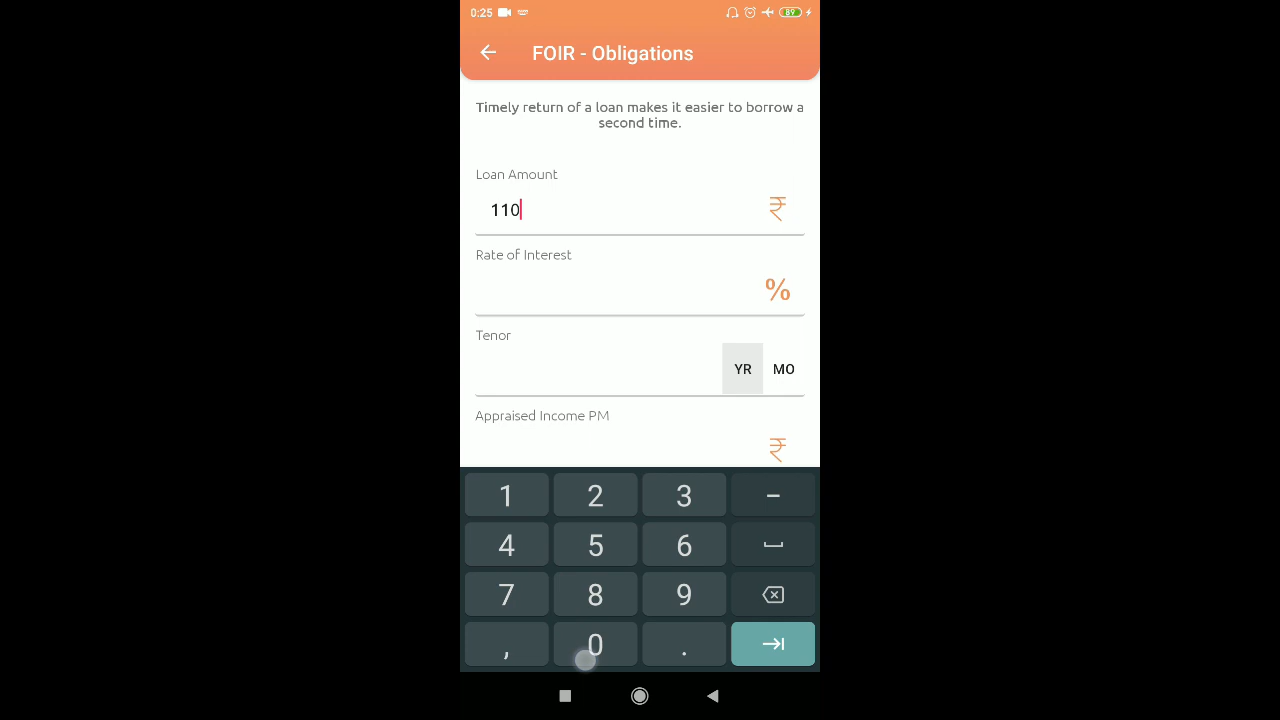 0:25
89
FOIR - Obligations
Timely return of a loan makes it easier to borrow a
second time.
Loan Amount
110 ₹
Rate of Interest
%
Tenor
YR MO
Appraised Income PM
₹
1 2 3 -
4 5 6
7 8 9
, 0 .